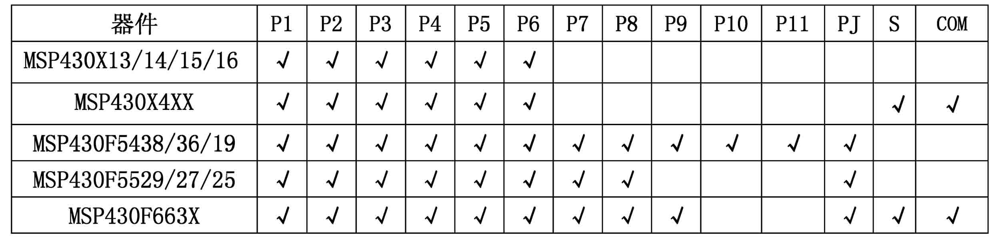 器件 P1 P2 P3 P4 P5 P6 P7 P8 P9 P10 P11 PJ S COM
MSP430X13/14/15/16 √ √ √ √ √ √
MSP430X4XX √ √ √ √ √ √ √ √
MSP430F5438/36/19 √ √ √ √ √ √ √ √ √ √ √ √
MSP430F5529/27/25 √ √ √ √ √ √ √ √ √
MSP430F663X √ √ √ √ √ √ √ √ √ √ √ √